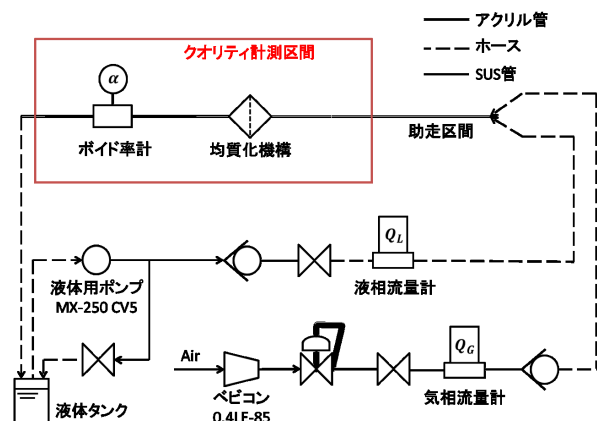 アクリル管
ホース
SUS管
クオリティ計測区間
α
ボイド率計
均質化機構
助走区間
Q_L
液体用ポンプ
MX-250 CV5
液相流量計
Air
Q_G
ベビコン
0.4LE-85
気相流量計
液体タンク